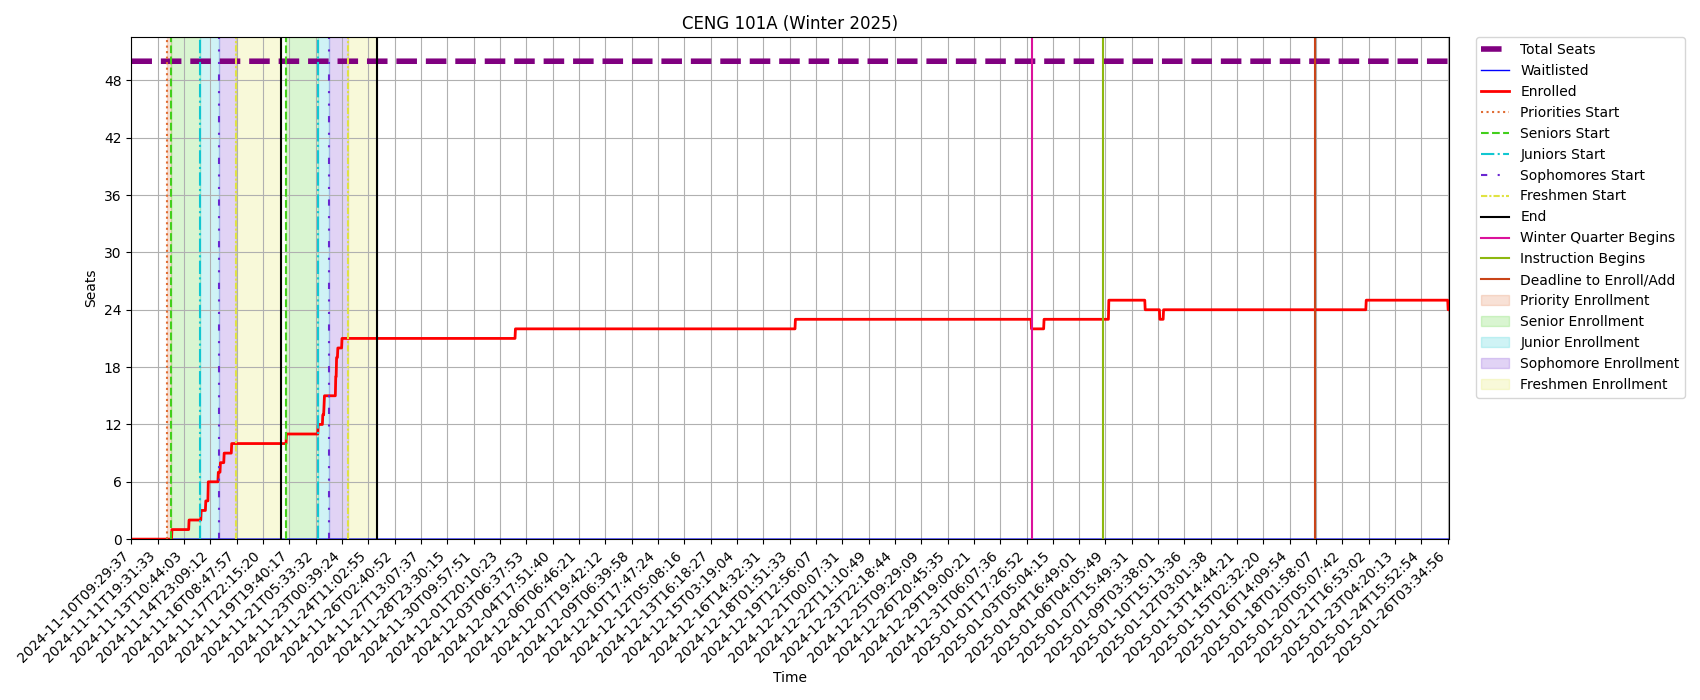 CENG 101A (Winter 2025)
Total Seats
Waitlisted
Enrolled
Priorities Start
Seniors Start
Juniors Start
Sophomores Start
Freshmen Start
End
Winter Quarter Begins
Instruction Begins
Deadline to Enroll/Add
Priority Enrollment
Senior Enrollment
Junior Enrollment
Sophomore Enrollment
Freshmen Enrollment
Seats
48
42
36
30
24
18
12
6
0
2024-11-10T09:29:37
2024-11-11T19:31:33
2024-11-13T10:44:03
2024-11-14T23:09:12
2024-11-16T08:47:57
2024-11-17T22:15:20
2024-11-19T19:40:17
2024-11-21T05:33:32
2024-11-23T00:39:24
2024-11-24T11:02:55
2024-11-26T02:40:52
2024-11-27T13:07:37
2024-11-28T23:30:15
2024-11-30T09:57:51
2024-12-01T20:10:23
2024-12-03T06:37:53
2024-12-04T17:51:40
2024-12-06T06:46:21
2024-12-07T19:42:12
2024-12-09T06:39:58
2024-12-10T17:47:24
2024-12-12T05:08:16
2024-12-13T16:18:27
2024-12-15T03:19:04
2024-12-16T14:32:31
2024-12-18T01:51:33
2024-12-19T12:56:07
2024-12-21T00:07:31
2024-12-22T11:10:49
2024-12-23T22:18:44
2024-12-25T09:29:09
2024-12-26T20:45:35
2024-12-29T19:00:21
2024-12-31T06:07:36
2025-01-01T17:26:52
2025-01-03T05:04:15
2025-01-04T16:49:01
2025-01-06T04:05:49
2025-01-07T15:49:31
2025-01-09T03:38:01
2025-01-10T15:13:36
2025-01-12T03:01:38
2025-01-13T14:44:21
2025-01-15T02:32:20
2025-01-16T14:09:54
2025-01-18T01:58:07
2025-01-20T05:07:42
2025-01-21T16:53:02
2025-01-23T04:20:13
2025-01-24T15:52:54
2025-01-26T03:34:56
Time